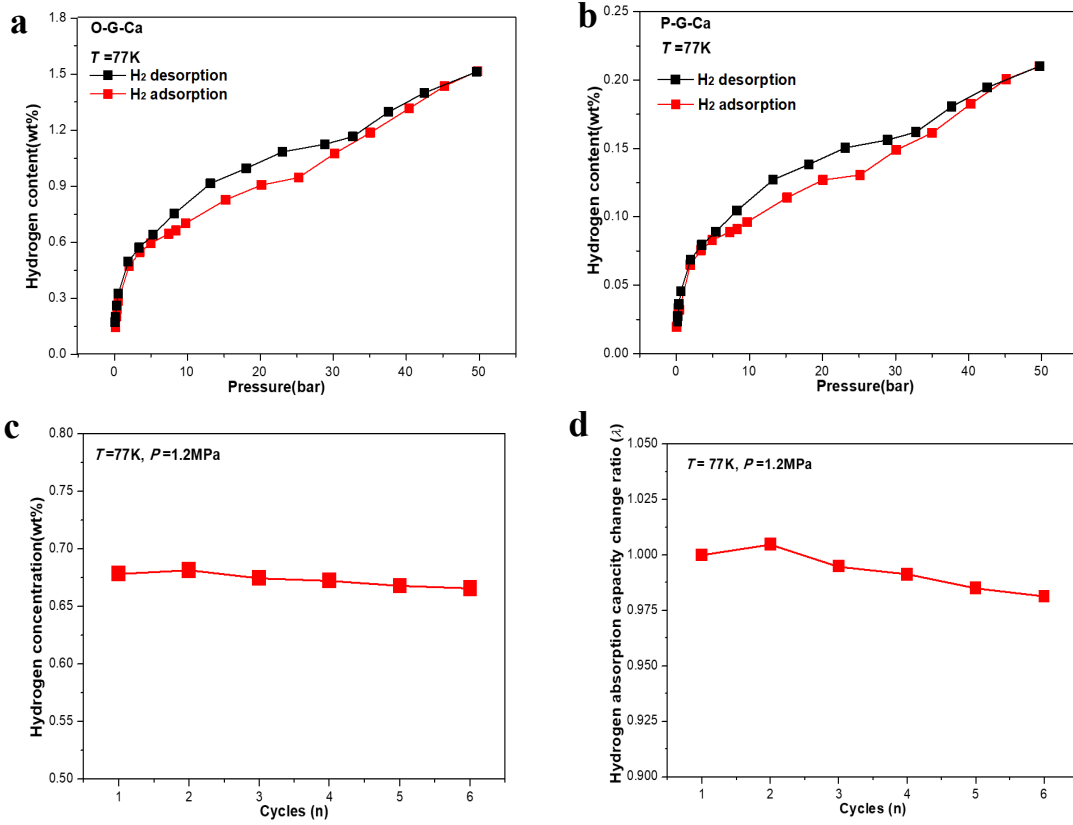 a
O-G-Ca
T =77K
H2 desorption
H2 adsorption
Hydrogen content(wt%)
1.8
1.5
1.2
0.9
0.6
0.3
0.0
0 10 20 30 40 50
Pressure(bar)
b
P-G-Ca
T =77K
H2 desorption
H2 adsorption
Hydrogen content(wt%)
0.25
0.20
0.15
0.10
0.05
0.00
0 10 20 30 40 50
Pressure(bar)
c
T =77K, P =1.2MPa
Hydrogen concentration(wt%)
0.80
0.75
0.70
0.65
0.60
0.55
0.50
1 2 3 4 5 6
Cycles (n)
d
T = 77K, P =1.2MPa
Hydrogen absorption capacity change ratio (λ)
1.050
1.025
1.000
0.975
0.950
0.925
0.900
1 2 3 4 5 6
Cycles (n)